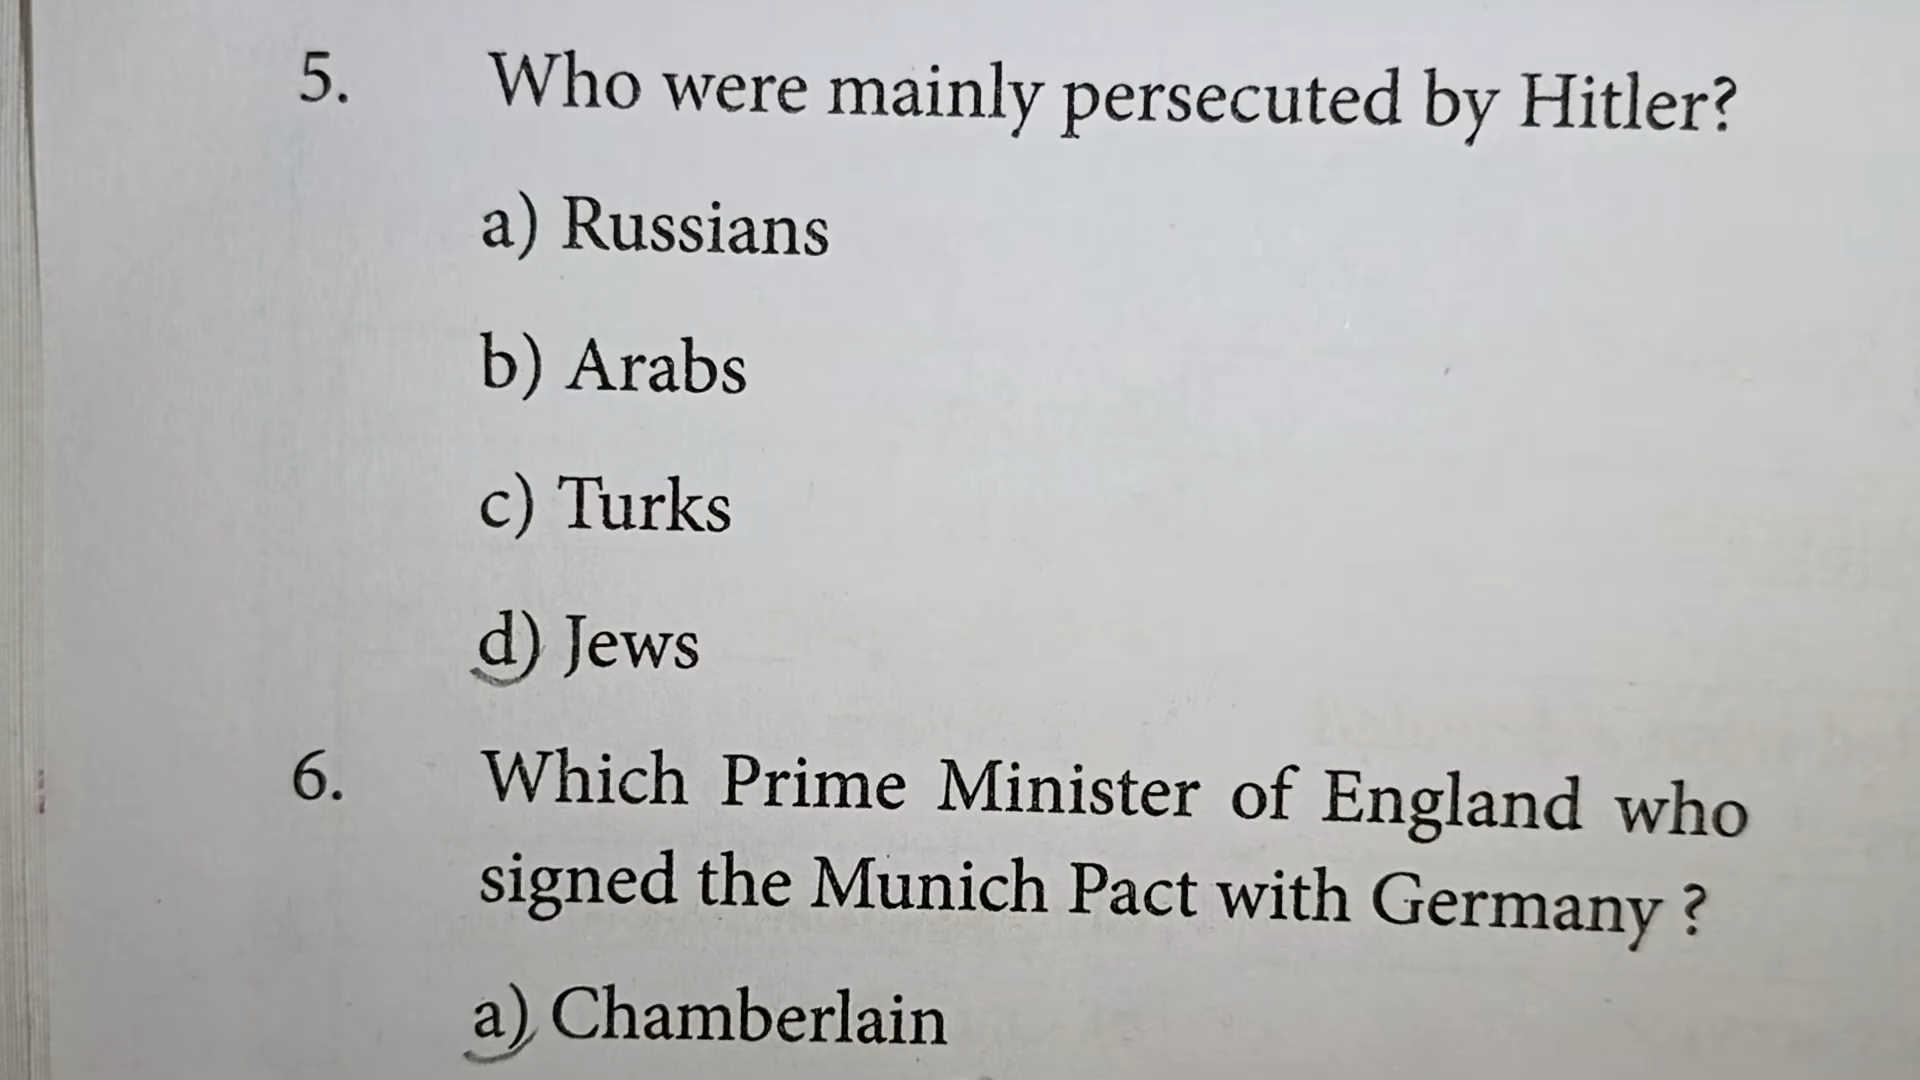 5. Who were mainly persecuted by Hitler?
a) Russians
b) Arabs
c) Turks
d) Jews
6. Which Prime Minister of England who
signed the Munich Pact with Germany ?
a) Chamberlain